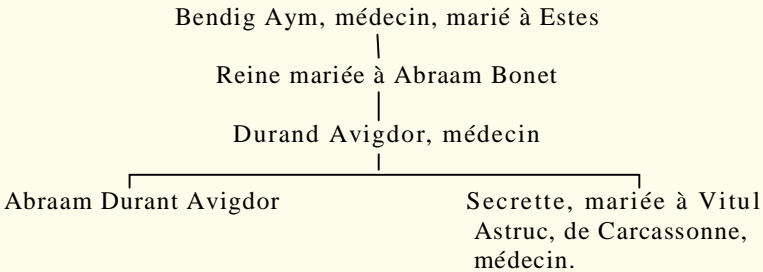 Bendig Aym, médecin, marié à Estes
Reine mariée à Abraam Bonet
Durand Avigdor, médecin
Abraam Durant Avigdor
Secrette, mariée à Vitul
Astruc, de Carcassonne,
médecin.